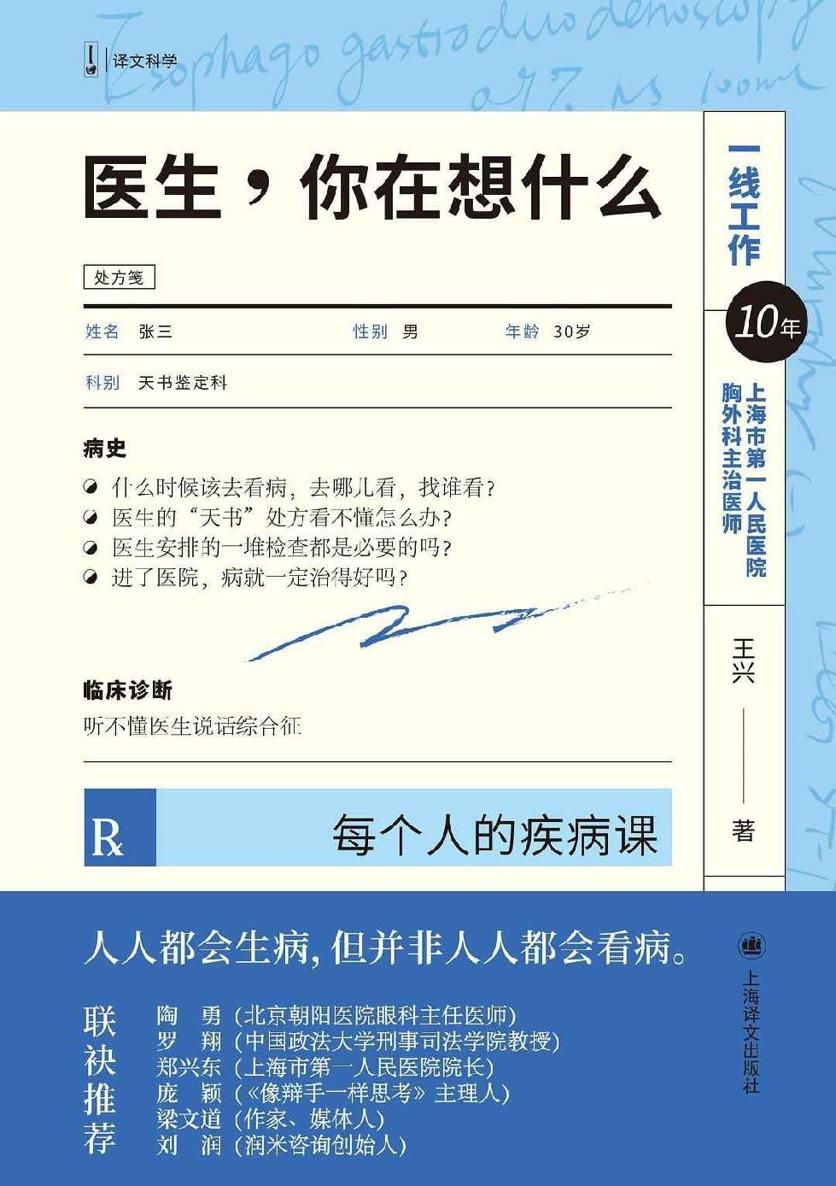 Esophago gastroduodenoscopy
0.9% NS 100ml
译文科学
医生，你在想什么
处方笺
姓名 张三 性别 男 年龄 30岁
科别 天书鉴定科
病史
什么时候该去看病，去哪儿看，找谁看？
医生的“天书”处方看不懂怎么办？
医生安排的一堆检查都是必要的吗？
进了医院，病就一定治得好吗？
临床诊断
听不懂医生说话综合征
Rx
每个人的疾病课
一线工作
10年
上海市第一人民医院
胸外科主治医师
王兴
著
人人都会生病，但并非人人都会看病。
联袂推荐
陶 勇（北京朝阳医院眼科主任医师）
罗 翔（中国政法大学刑事司法学院教授）
郑兴东（上海市第一人民医院院长）
庞 颖（《像辩手一样思考》主理人）
梁文道（作家、媒体人）
刘 润（润米咨询创始人）
上海译文出版社